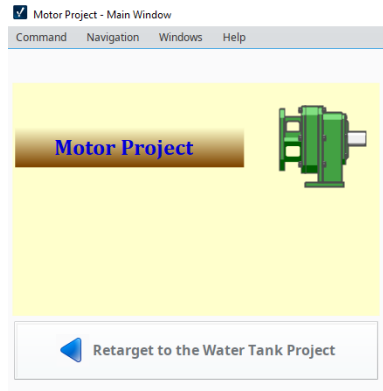 Motor Project - Main Window
Command Navigation Windows Help
Motor Project
Retarget to the Water Tank Project